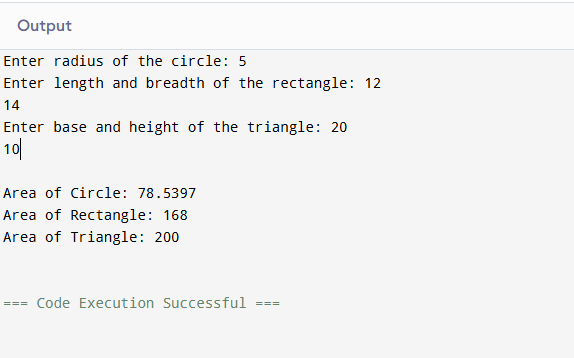 Output
Enter radius of the circle: 5
Enter length and breadth of the rectangle: 12
14
Enter base and height of the triangle: 20
10
Area of Circle: 78.5397
Area of Rectangle: 168
Area of Triangle: 200
=== Code Execution Successful ===